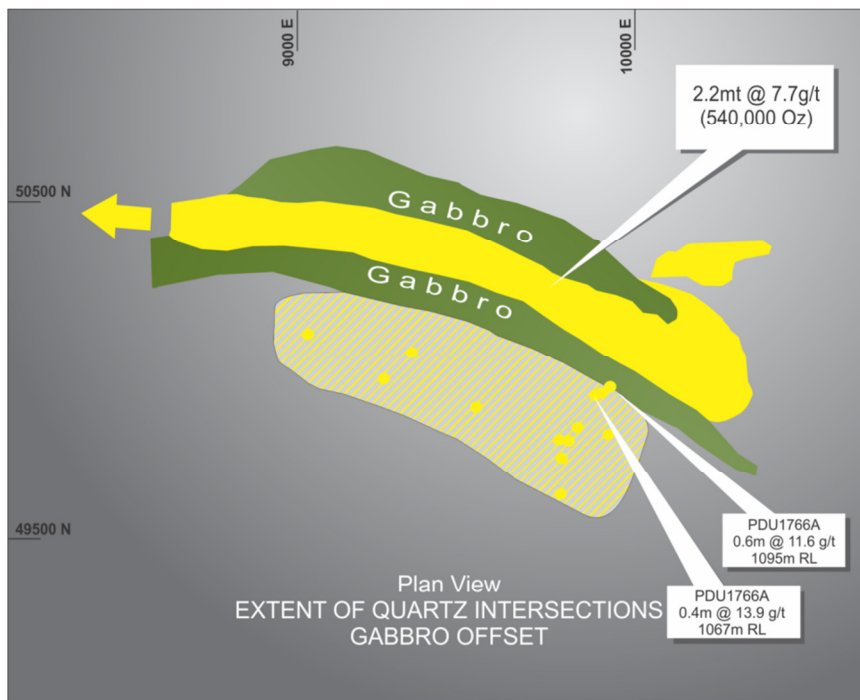 9000 E
10000 E
2.2mt @ 7.7g/t
(540,000 Oz)
50500 N
Gabbro
Gabbro
49500 N
PDU1766A
0.6m @ 11.6 g/t
1095m RL
PDU1766A
0.4m @ 13.9 g/t
1067m RL
Plan View
EXTENT OF QUARTZ INTERSECTIONS
GABBRO OFFSET